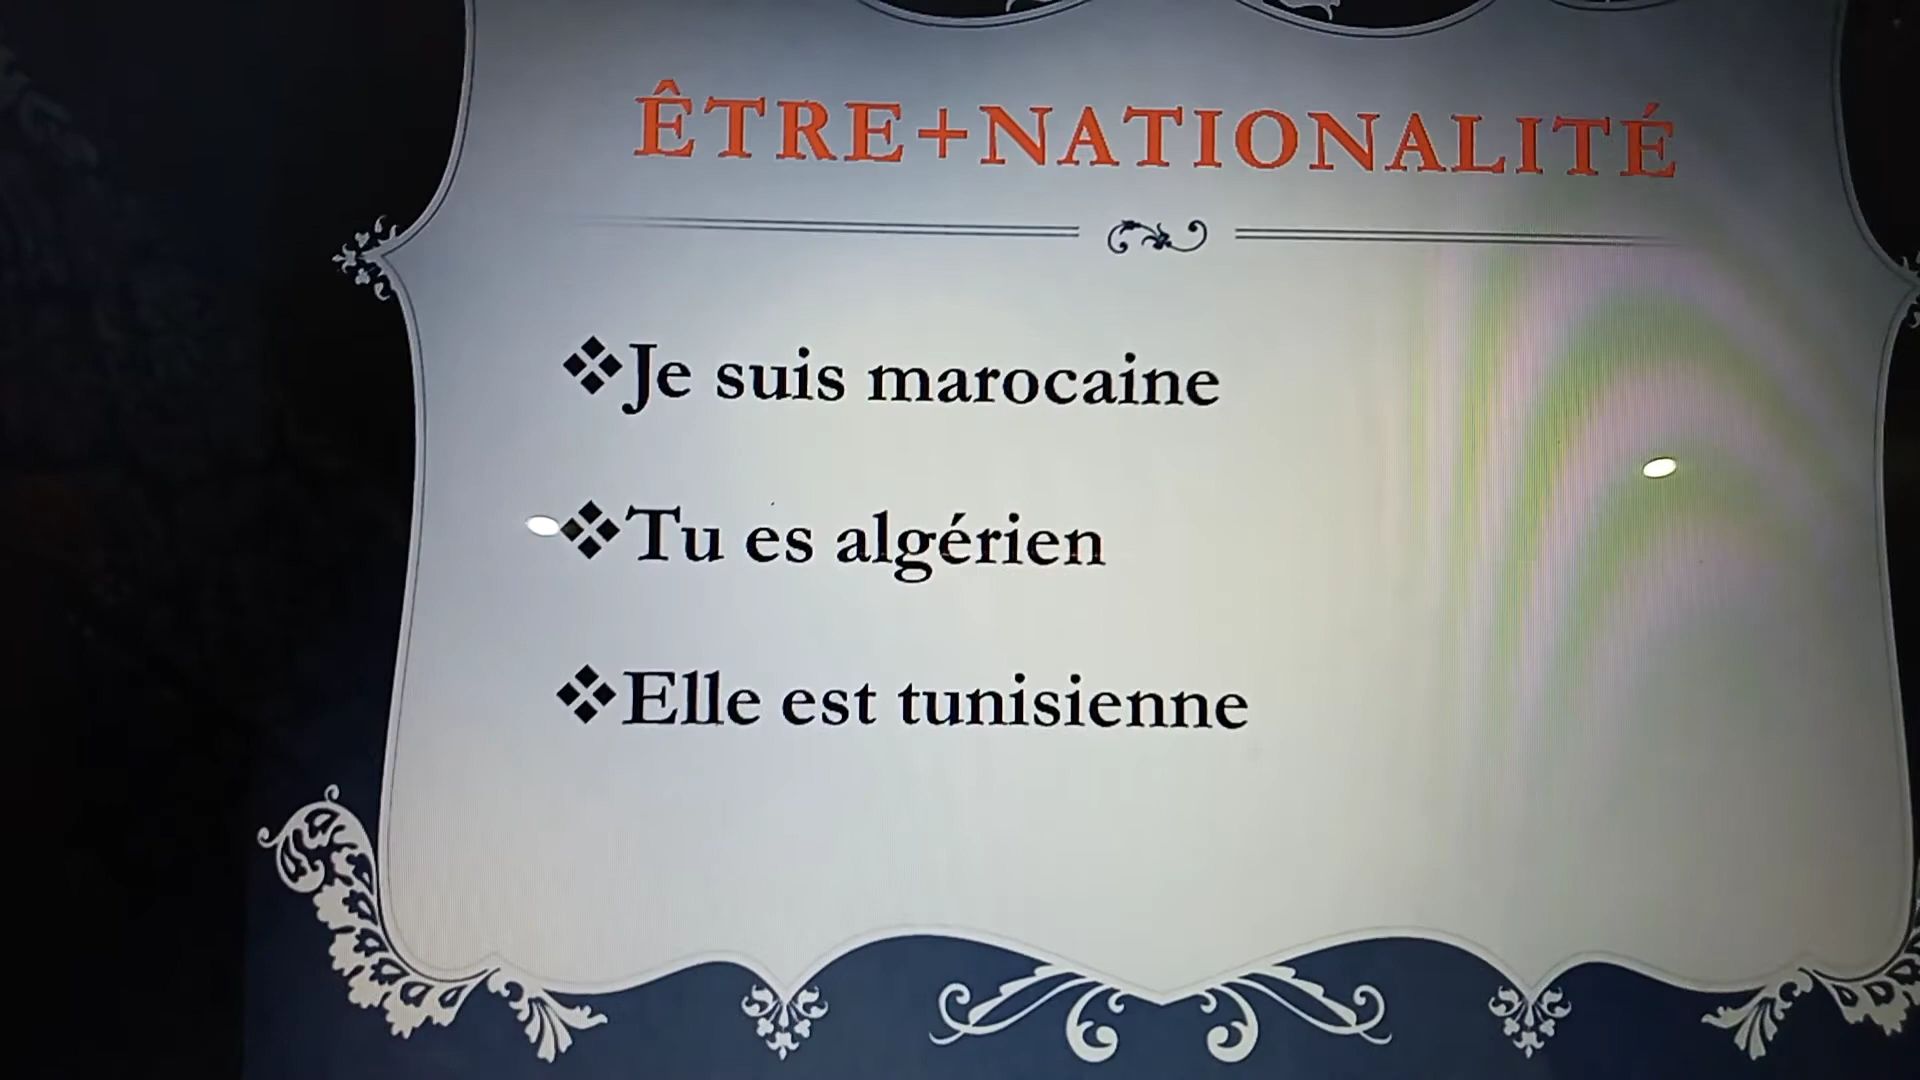 ÊTRE+NATIONALITÉ
❖Je suis marocaine
❖Tu es algérien
❖Elle est tunisienne